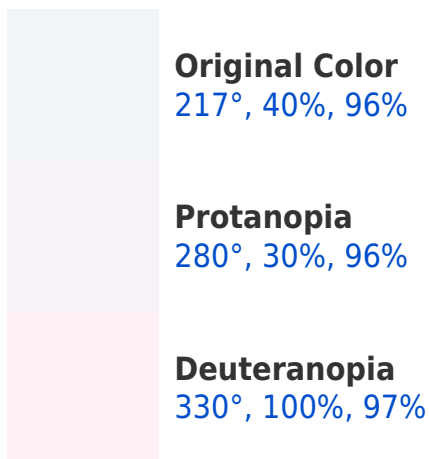 Original Color
217°, 40%, 96%
Protanopia
280°, 30%, 96%
Deuteranopia
330°, 100%, 97%